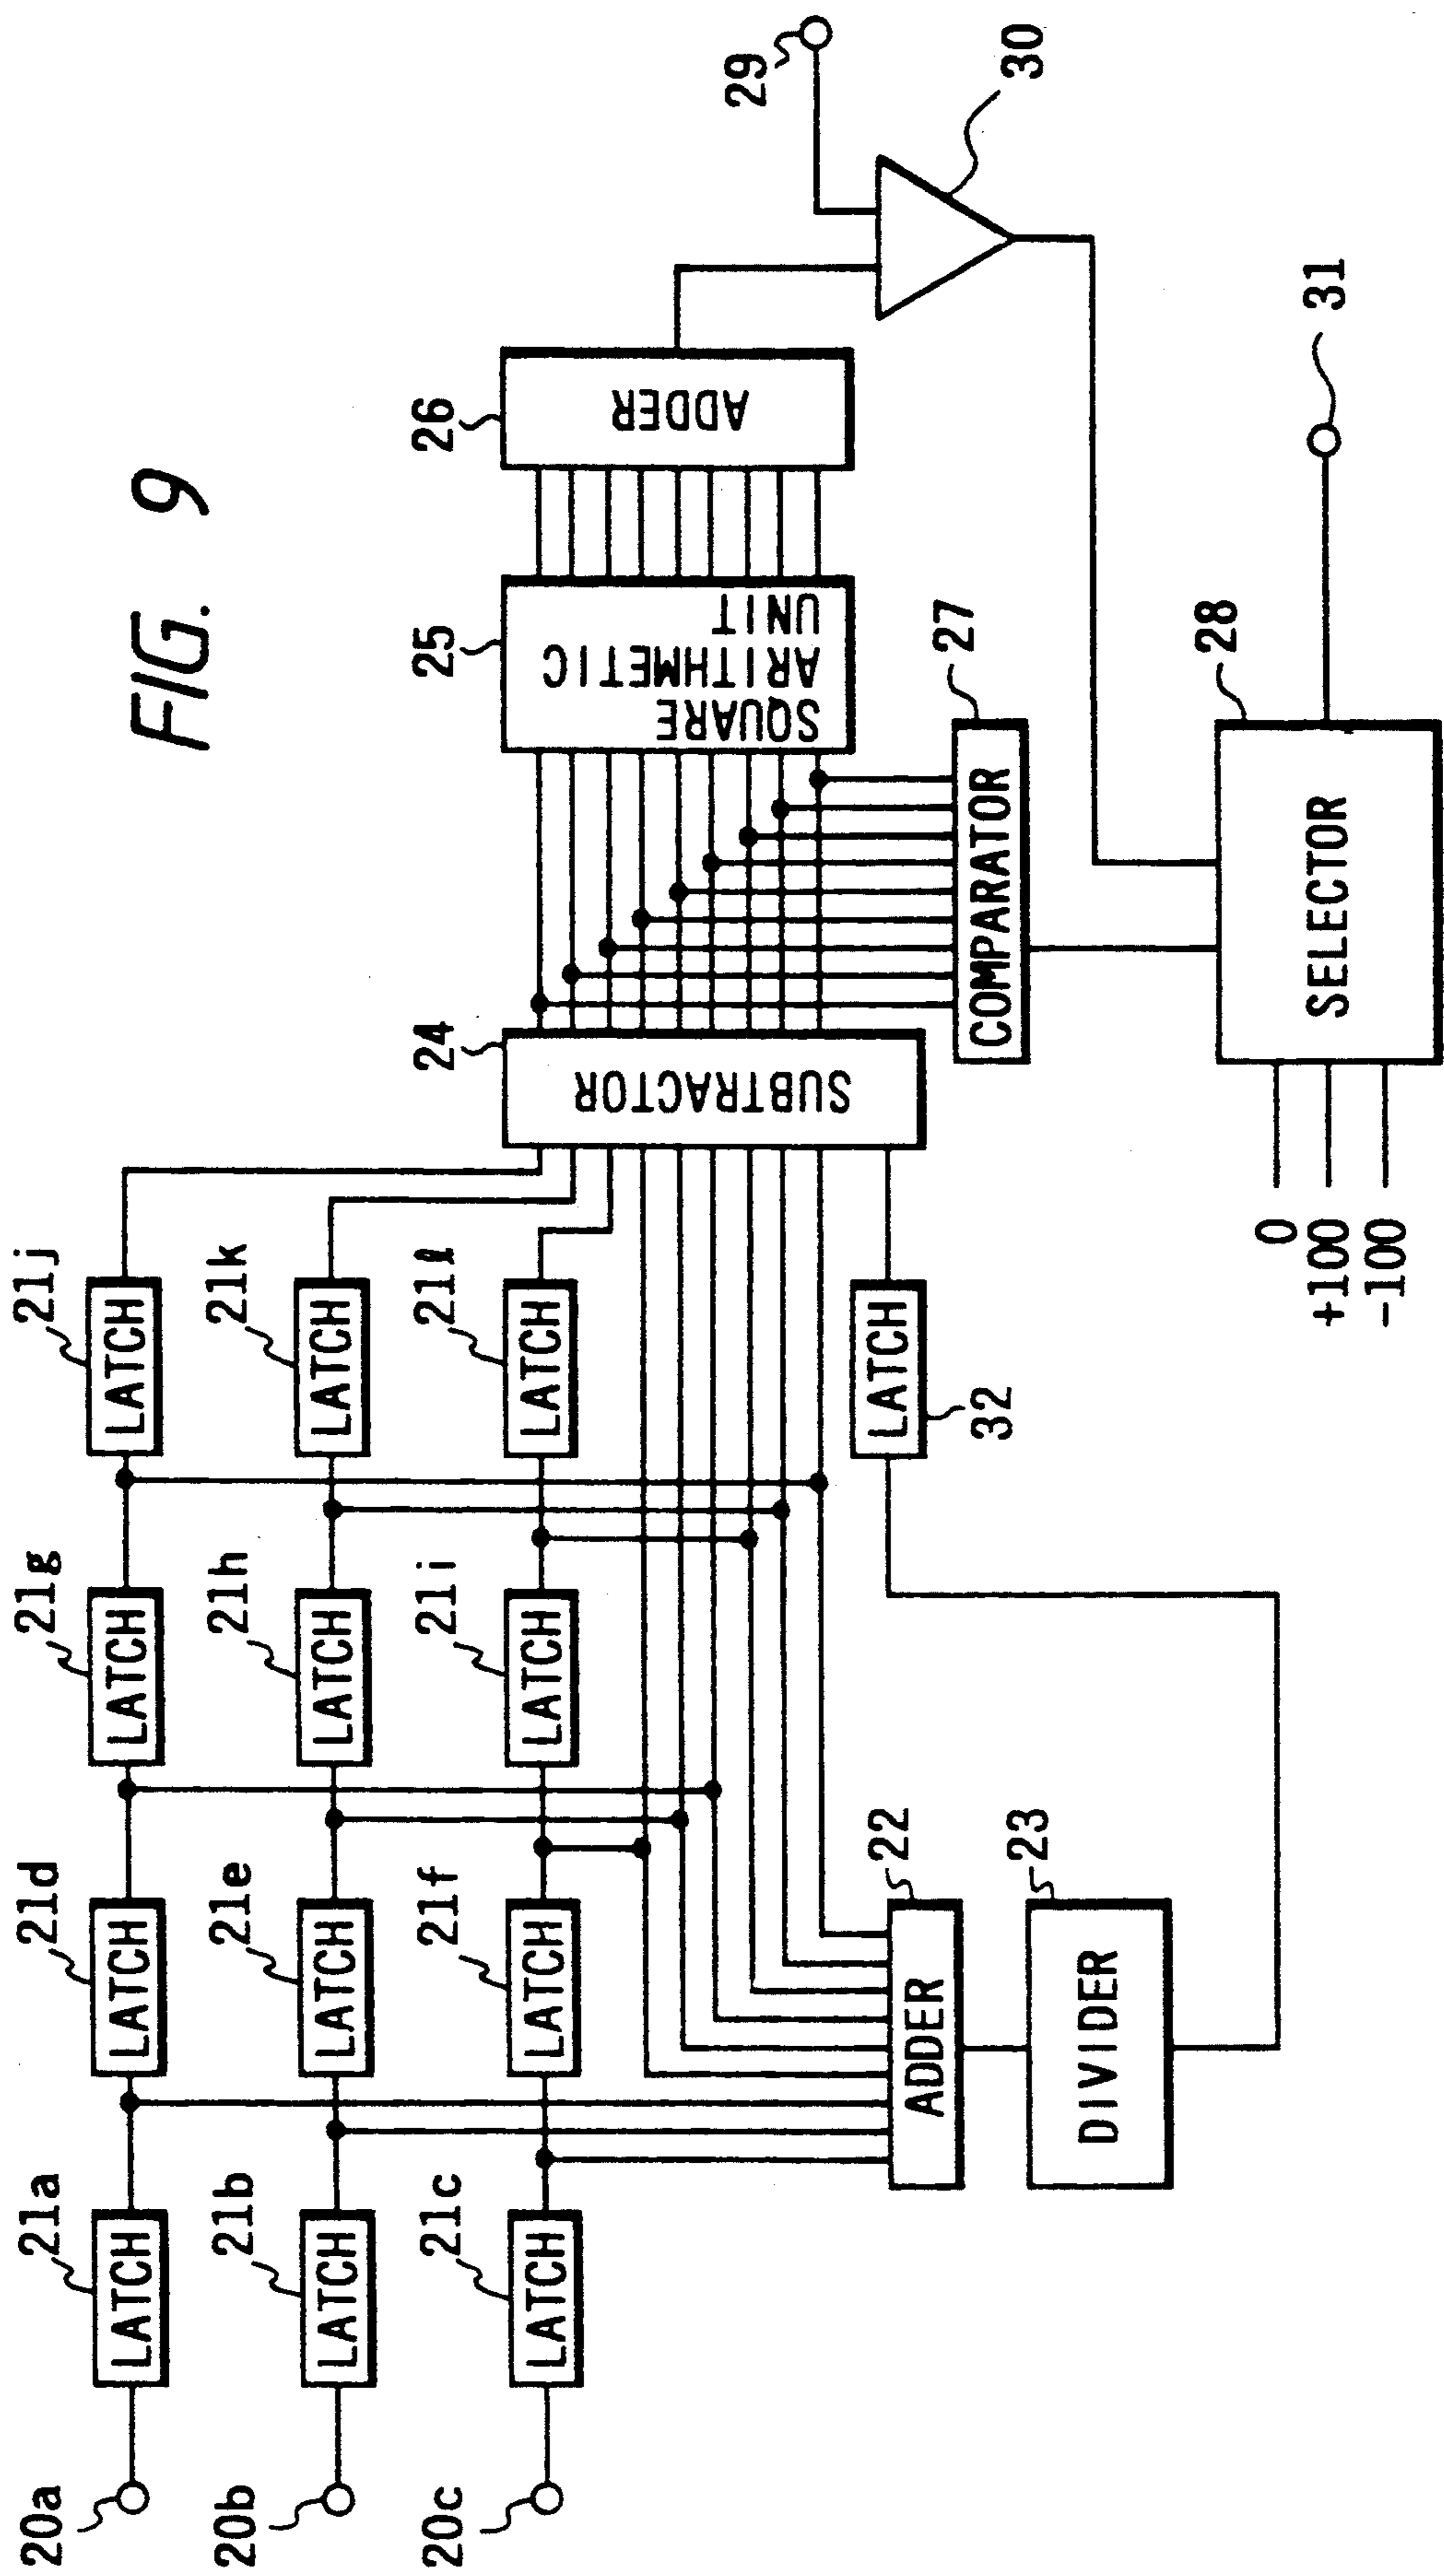 FIG. 9
20a
20b
20c
21a
LATCH
21b
LATCH
21c
LATCH
21d
LATCH
21e
LATCH
21f
LATCH
21g
LATCH
21h
LATCH
21i
LATCH
21j
LATCH
21k
LATCH
21ℓ
LATCH
22
ADDER
23
DIVIDER
LATCH
32
24
SUBTRACTOR
25
SQUARE
ARITHMETIC
UNIT
26
ADDER
27
COMPARATOR
28
SELECTOR
0
+100
-100
29
30
31